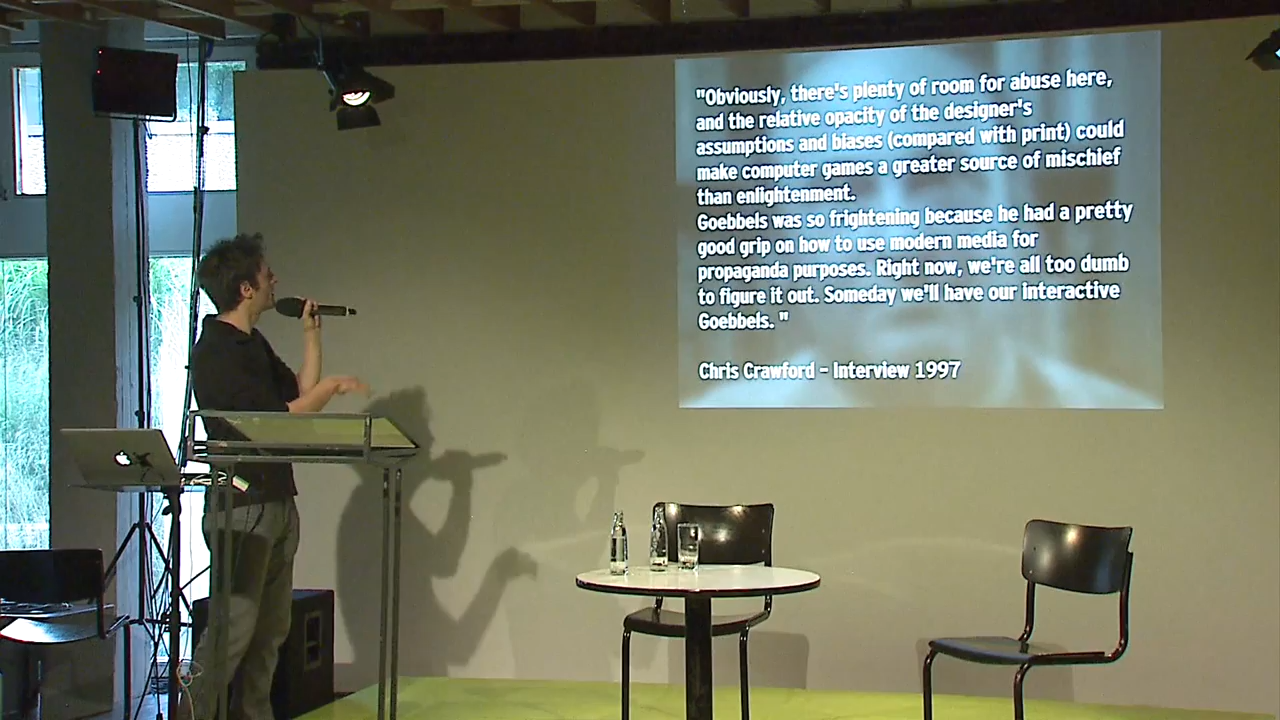 "Obviously, there's plenty of room for abuse here,
and the relative opacity of the designer's
assumptions and biases (compared with print) could
make computer games a greater source of mischief
than enlightenment.
Goebbels was so frightening because he had a pretty
good grip on how to use modern media for
propaganda purposes. Right now, we're all too dumb
to figure it out. Someday we'll have our interactive
Goebbels. "
Chris Crawford - Interview 1997